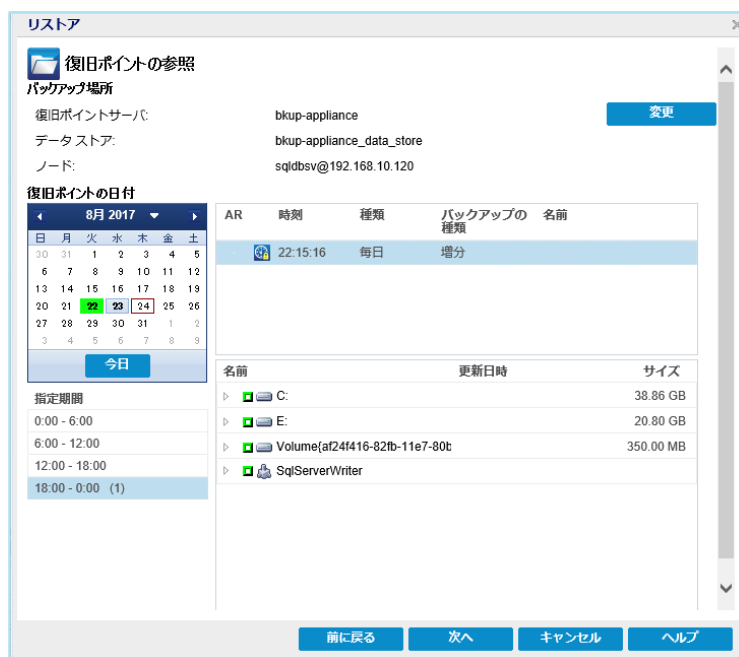 リストア
復旧ポイントの参照
バックアップ場所
復旧ポイントサーバ: bkup-appliance 変更
データ ストア: bkup-appliance_data_store
ノード: sqldbsv@192.168.10.120
復旧ポイントの日付
8月 2017
日 月 火 水 木 金 土
30 31 1 2 3 4 5
6 7 8 9 10 11 12
13 14 15 16 17 18 19
20 21 22 23 24 25 26
27 28 29 30 31 1 2
3 4 5 6 7 8 9
今日
指定期間
0:00 - 6:00
6:00 - 12:00
12:00 - 18:00
18:00 - 0:00 (1)
AR 時刻 種類 バックアップの種類 名前
22:15:16 毎日 増分
名前 更新日時 サイズ
C: 38.86 GB
E: 20.80 GB
Volume{af24f416-82fb-11e7-80b 350.00 MB
SqlServerWriter
前に戻る 次へ キャンセル ヘルプ